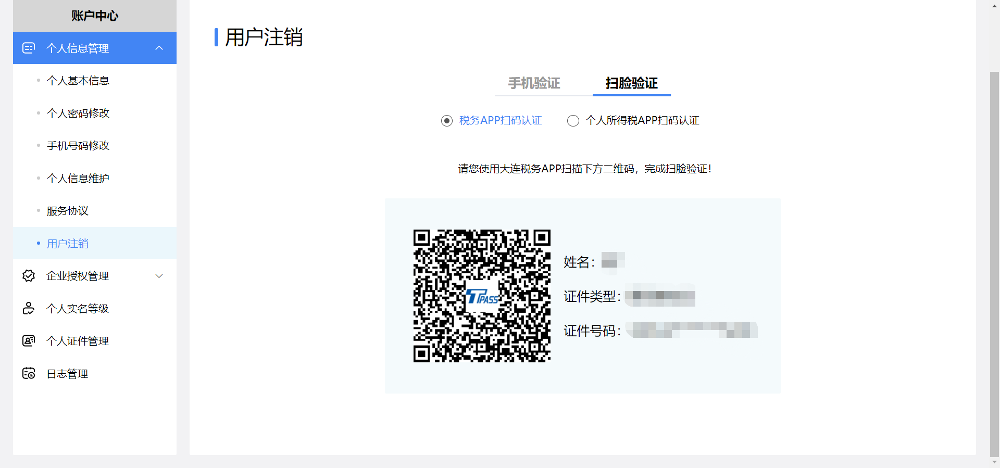 账户中心
个人信息管理
个人基本信息
个人密码修改
手机号码修改
个人信息维护
服务协议
用户注销
企业授权管理
个人实名等级
个人证件管理
日志管理
用户注销
手机验证 扫脸验证
税务APP扫码认证 个人所得税APP扫码认证
请您使用大连税务APP扫描下方二维码，完成扫脸验证！
TPASS
姓名：
证件类型：
证件号码：